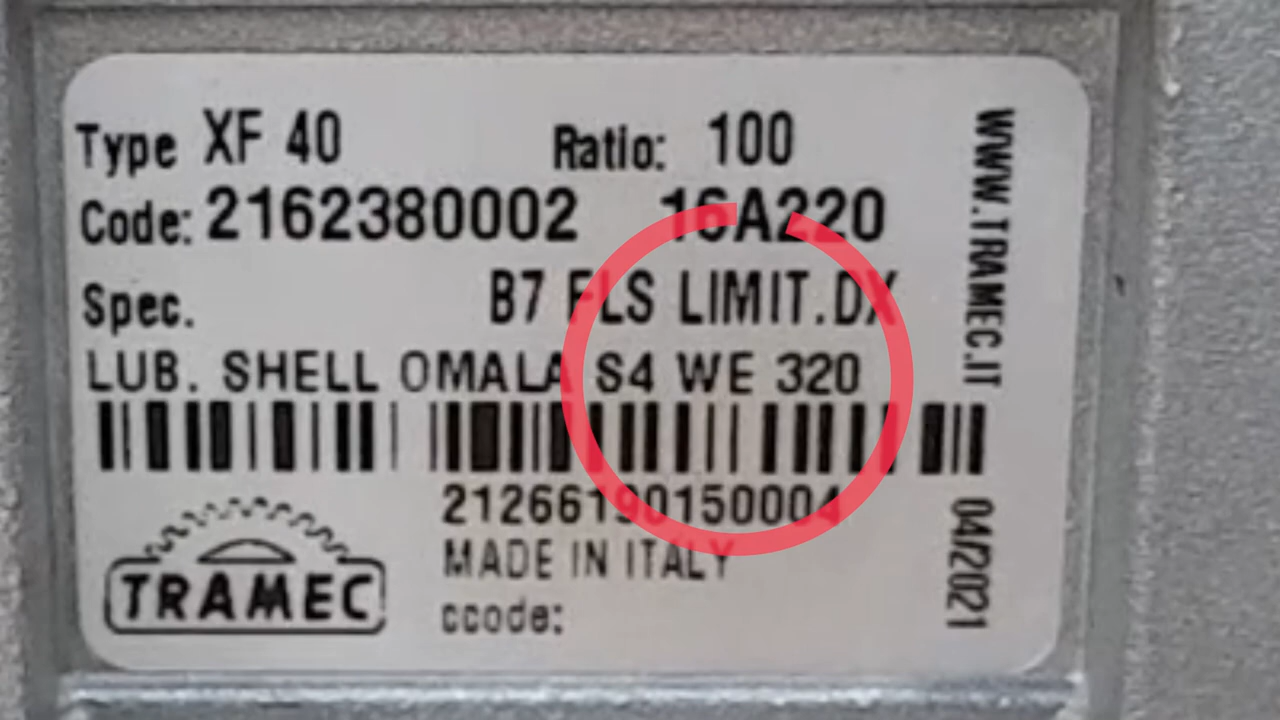 Type XF 40 Ratio: 100
Code: 2162380002 16A220
Spec. B7 FLS LIMIT.DX
LUB. SHELL OMALA S4 WE 320
21266190150004
MADE IN ITALY
ccode:
TRAMEC
WWW.TRAMEC.IT
04/2021